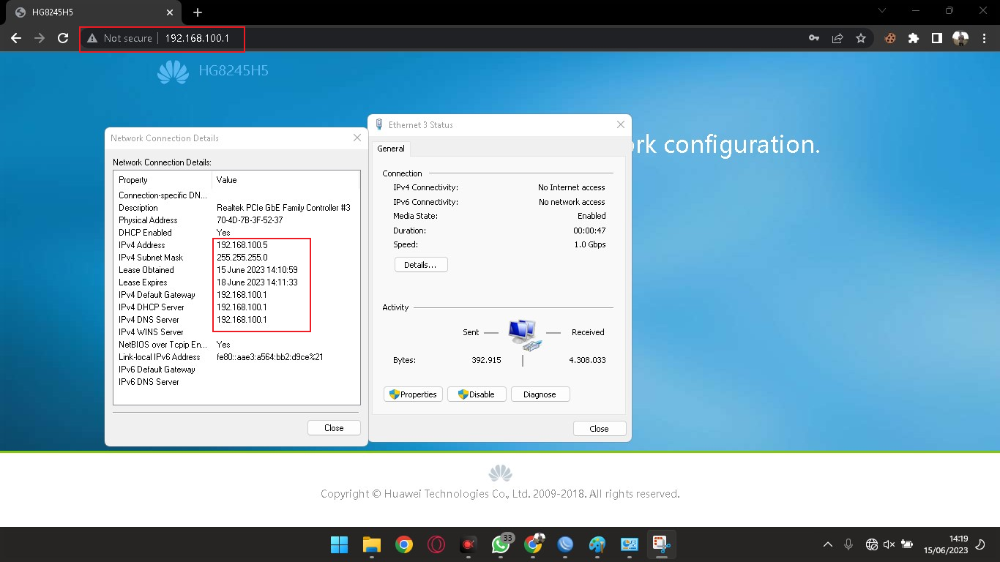 HG8245H5
Not secure
192.168.100.1
HG8245H5
rk configuration.
Network Connection Details
Network Connection Details:
Property Value
Connection-specific DN...
Description Realtek PCIe GbE Family Controller #3
Physical Address 70-4D-7B-3F-52-37
DHCP Enabled Yes
IPv4 Address 192.168.100.5
IPv4 Subnet Mask 255.255.255.0
Lease Obtained 15 June 2023 14:10:59
Lease Expires 18 June 2023 14:11:33
IPv4 Default Gateway 192.168.100.1
IPv4 DHCP Server 192.168.100.1
IPv4 DNS Server 192.168.100.1
IPv4 WINS Server
NetBIOS over Tcpip En... Yes
Link-local IPv6 Address fe80::aae3:a564:bb2:d9ce%21
IPv6 Default Gateway
IPv6 DNS Server
Close
Ethernet 3 Status
General
Connection
IPv4 Connectivity: No Internet access
IPv6 Connectivity: No network access
Media State: Enabled
Duration: 00:00:47
Speed: 1.0 Gbps
Details...
Activity
Sent Received
Bytes: 392.915 4.308.033
Properties Disable Diagnose
Close
Copyright © Huawei Technologies Co., Ltd. 2009-2018. All rights reserved.
33
14:19
15/06/2023